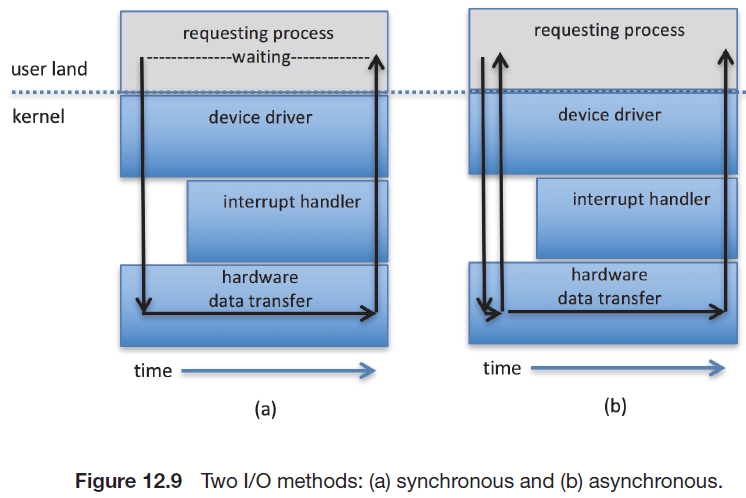 requesting process
waiting
user land
kernel
device driver
interrupt handler
hardware
data transfer
time
(a)
requesting process
device driver
interrupt handler
hardware
data transfer
time
(b)
Figure 12.9 Two I/O methods: (a) synchronous and (b) asynchronous.